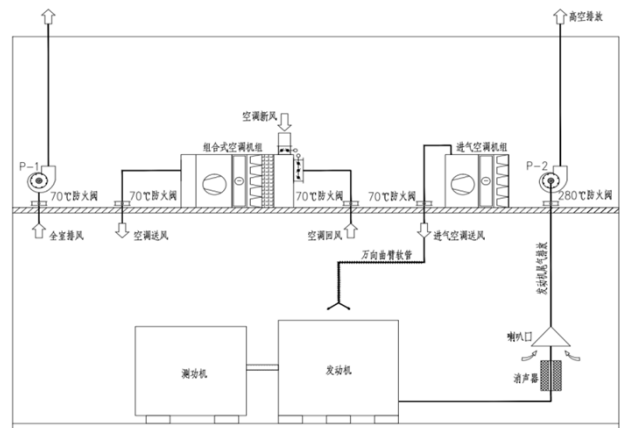 高空排放
空调新风
组合式空调机组
进气空调机组
P-1
P-2
70℃防火阀
70℃防火阀
70℃防火阀
70℃防火阀
280℃防火阀
全室排风
空调送风
空调回风
进气空调送风
万向曲臂软管
发动机尾气排放
喇叭口
消声器
测功机
发动机